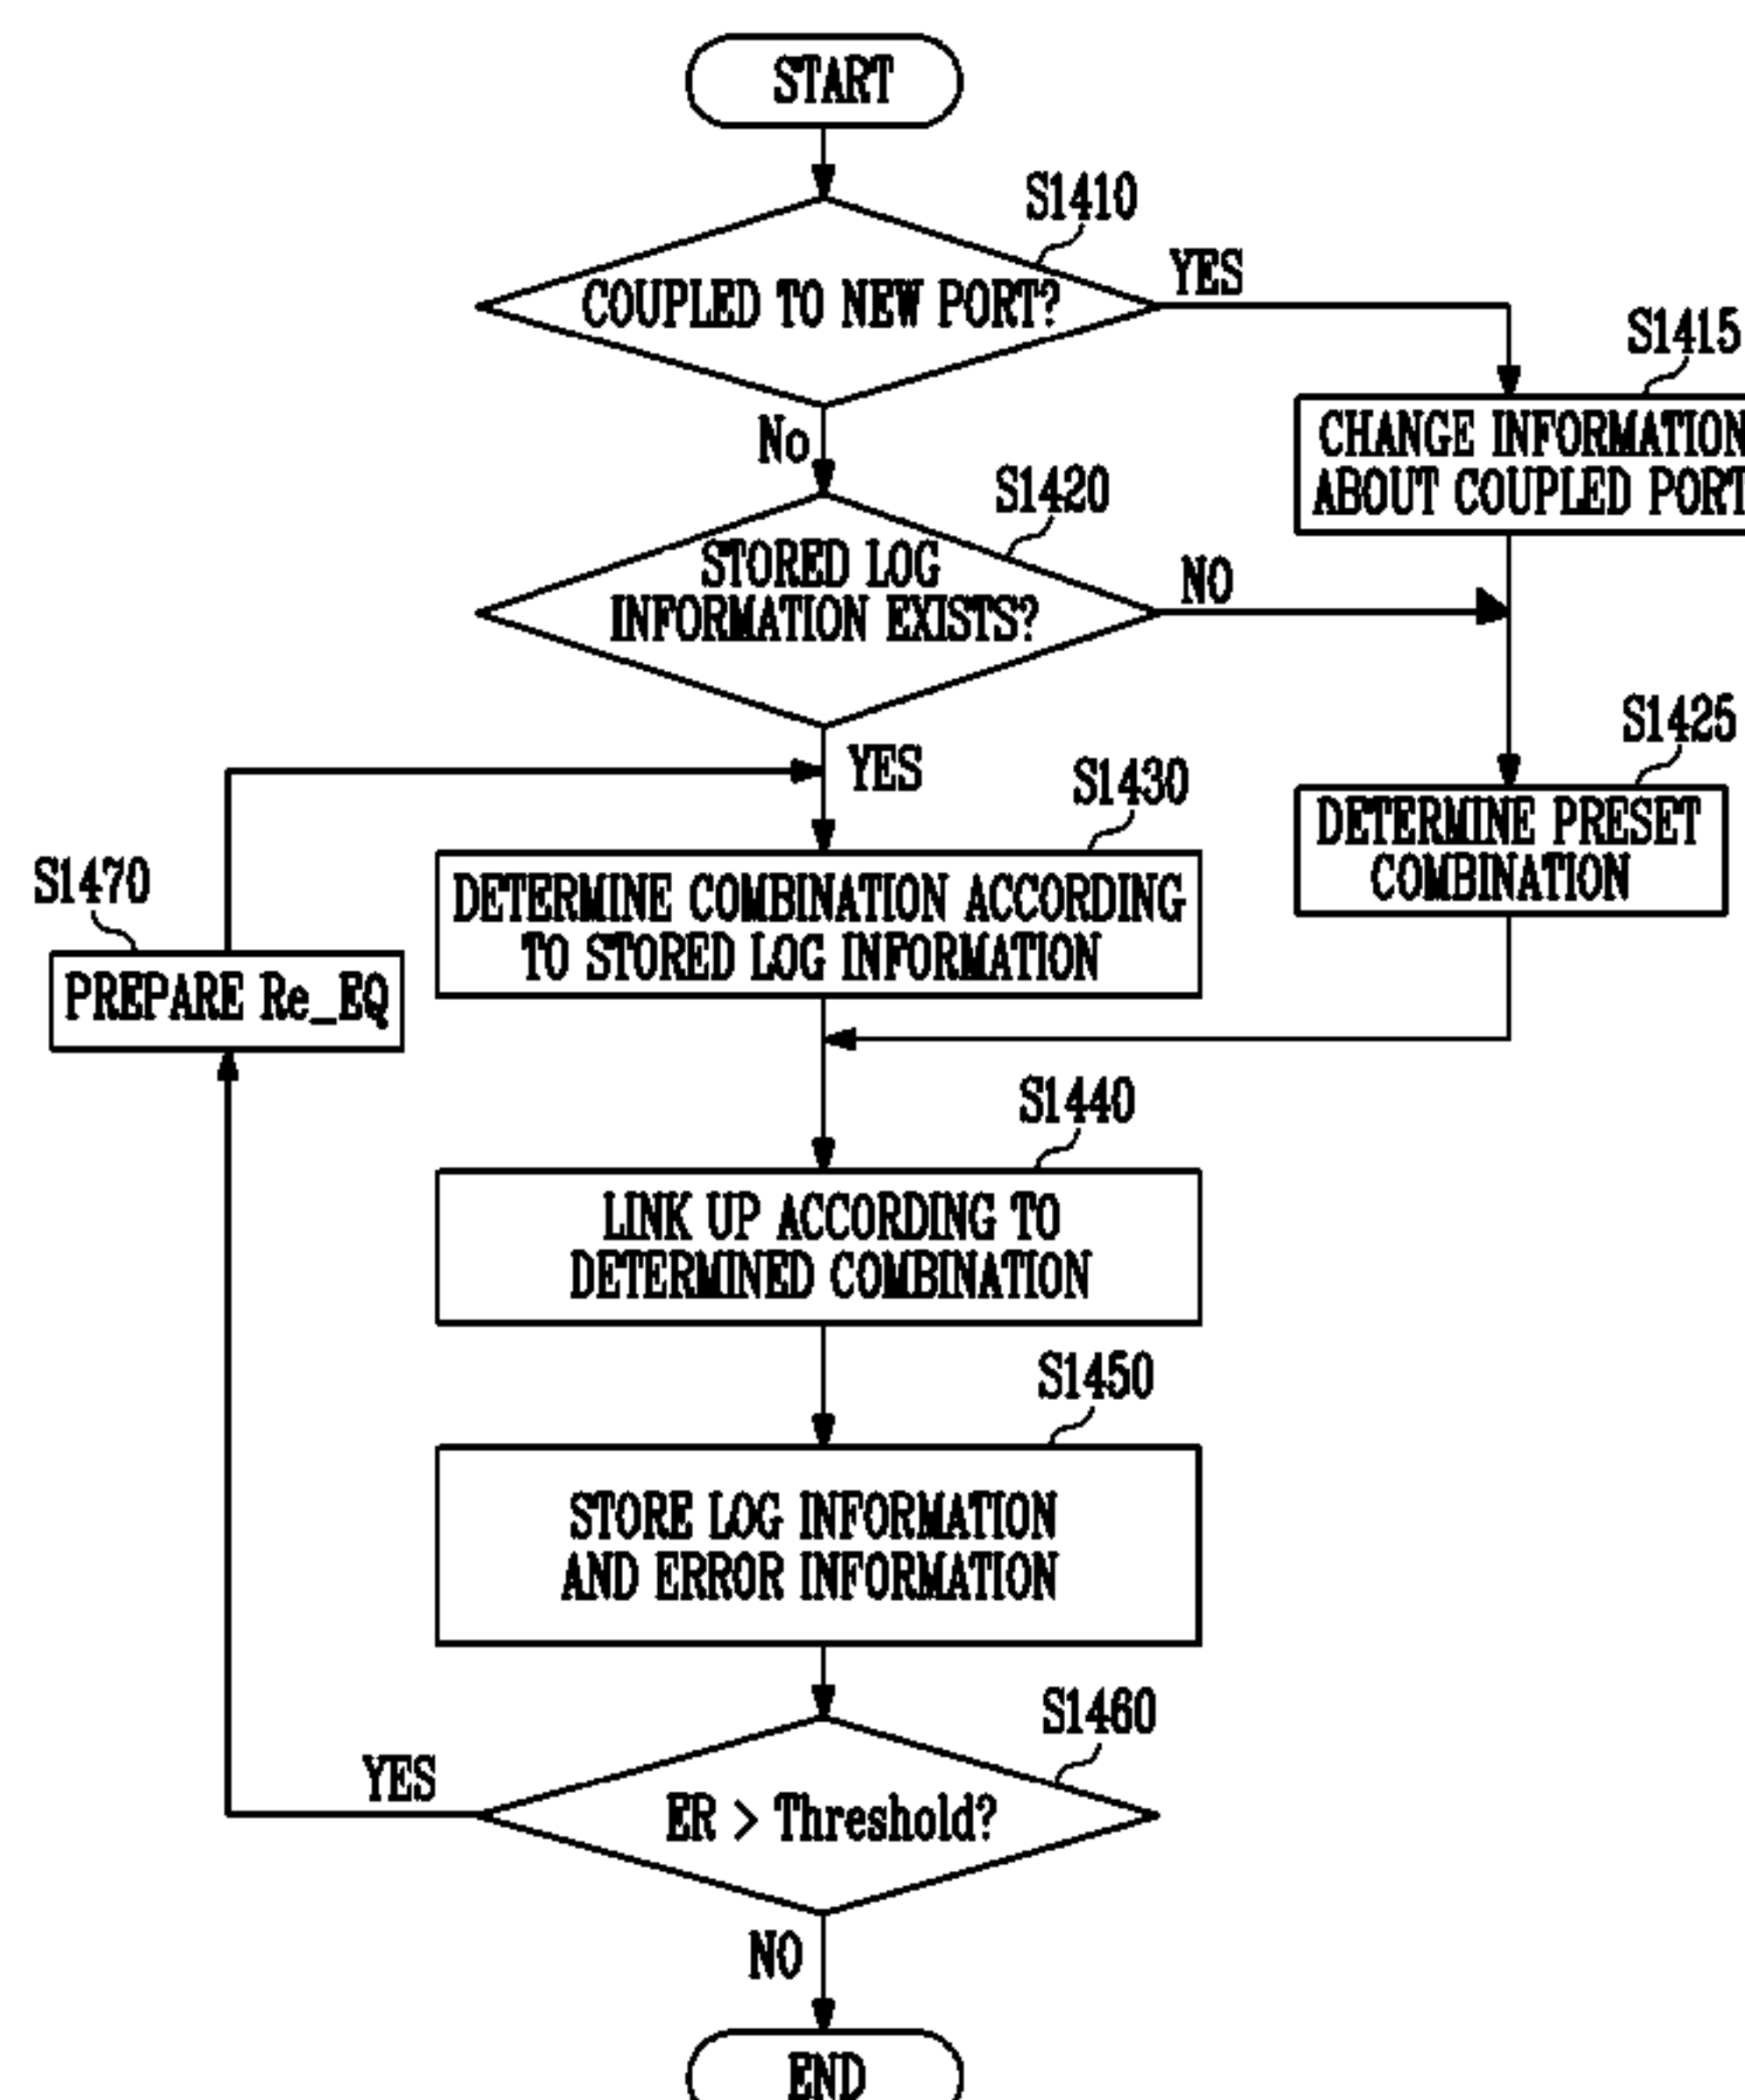 START
S1410
COUPLED TO NEW PORT?
YES
S1415
CHANGE INFORMATION
ABOUT COUPLED PORT
No
S1420
STORED LOG
INFORMATION EXISTS?
NO
S1425
DETERMINE PRESET
COMBINATION
YES
S1430
DETERMINE COMBINATION ACCORDING
TO STORED LOG INFORMATION
S1470
PREPARE Re_EQ
S1440
LINK UP ACCORDING TO
DETERMINED COMBINATION
S1450
STORE LOG INFORMATION
AND ERROR INFORMATION
S1460
ER > Threshold?
YES
NO
END